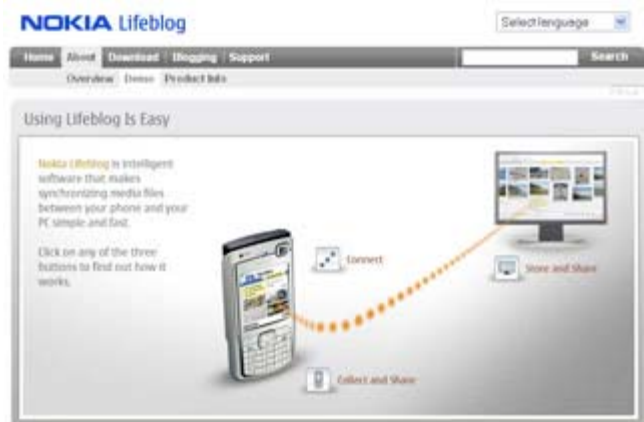 NOKIA Lifeblog
Select language
Home About Download Blogging Support Search
Overview Demo Product Info
Using Lifeblog Is Easy
Nokia Lifeblog is intelligent
software that makes
synchronizing media files
between your phone and your
PC simple and fast.
Click on any of the three
buttons to find out how it
works.
Connect
Store and Share
Collect and Share